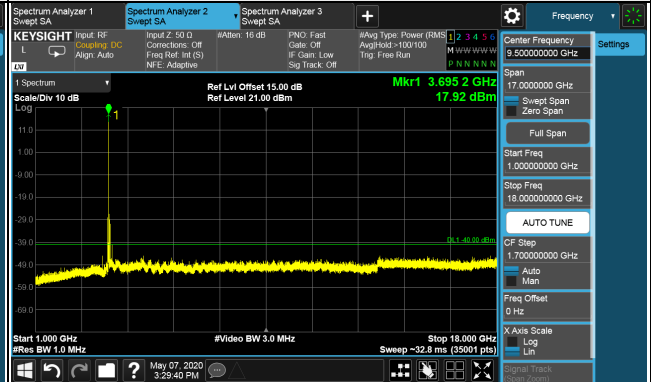 Spectrum Analyzer 1
Swept SA
Spectrum Analyzer 2
Swept SA
Spectrum Analyzer 3
Swept SA
Frequency
KEYSIGHT
L
LXI
Input: RF
Coupling: DC
Align: Auto
Input Z: 50 Ω
Corrections: Off
Freq Ref: Int (S)
NFE: Adaptive
#Atten: 16 dB
PNO: Fast
Gate: Off
IF Gain: Low
Sig Track: Off
#Avg Type: Power (RMS
Avg|Hold:>100/100
Trig: Free Run
1 2 3 4 5 6
M W W W W W
P N N N N N
1 Spectrum
Scale/Div 10 dB
Log
Ref Lvl Offset 15.00 dB
Ref Level 21.00 dBm
Mkr1 3.695 2 GHz
17.92 dBm
1
11.0
1.00
-9.00
-19.0
-29.0
-39.0
-49.0
-59.0
-69.0
DL1 -40.00 dBm
Start 1.000 GHz
#Res BW 1.0 MHz
#Video BW 3.0 MHz
Stop 18.000 GHz
Sweep ~32.8 ms (35001 pts)
May 07, 2020
3:29:40 PM
?
Center Frequency
9.500000000 GHz
Settings
Span
17.0000000 GHz
Swept Span
Zero Span
Full Span
Start Freq
1.000000000 GHz
Stop Freq
18.000000000 GHz
AUTO TUNE
CF Step
1.700000000 GHz
Auto
Man
Freq Offset
0 Hz
X Axis Scale
Log
Lin
Signal Track
(Span Zoom)